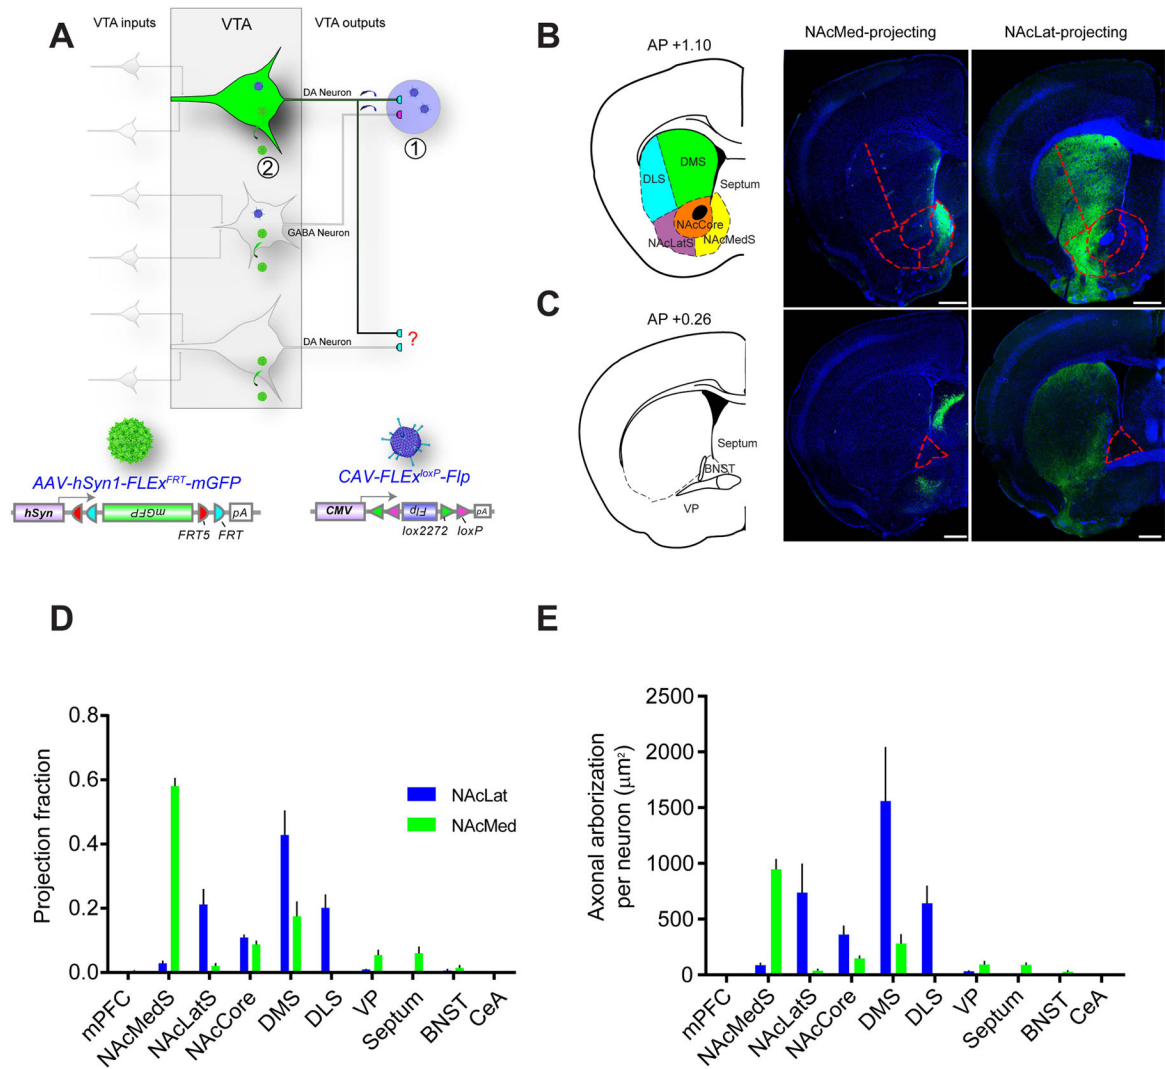 A
VTA inputs
VTA
VTA outputs
DA Neuron
①
②
GABA Neuron
DA Neuron
?
AAV-hSyn1-FLEx^FRT-mGFP
CAV-FLEx^loxP-Flp
hSyn
mGFP
pA
FRT5
FRT
CMV
Flp
pA
lox2272
loxP
B
AP +1.10
NAcMed-projecting
NAcLat-projecting
DLS
DMS
Septum
NAcCore
NAcLatS
NAcMedS
C
AP +0.26
Septum
BNST
VP
D
Projection fraction
0.8
0.6
0.4
0.2
0.0
NAcLat
NAcMed
mPFC
NAcMedS
NAcLatS
NAcCore
DMS
DLS
VP
Septum
BNST
CeA
E
Axonal arborization
per neuron (μm²)
2500
2000
1500
1000
500
0
mPFC
NAcMedS
NAcLatS
NAcCore
DMS
DLS
VP
Septum
BNST
CeA